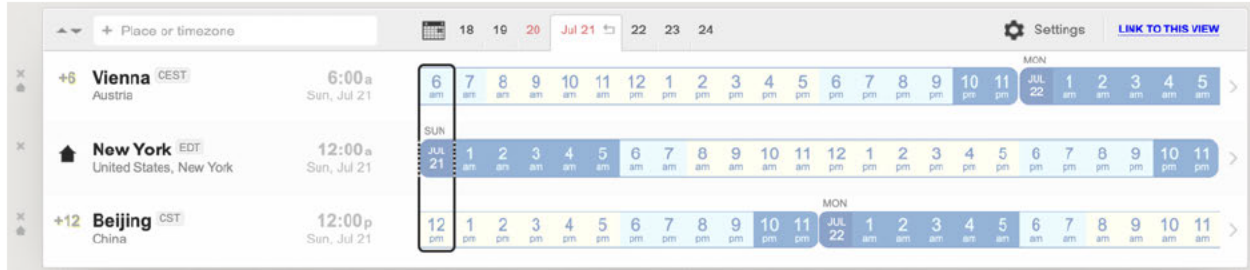 + Place or timezone 18 19 20 Jul 21 22 23 24 Settings LINK TO THIS VIEW
MON
+6 Vienna CEST 6:00a 6 7 8 9 10 11 12 1 2 3 4 5 6 7 8 9 10 11 JUL 1 2 3 4 5
Austria Sun, Jul 21 am am am am am am pm pm pm pm pm pm pm pm pm pm pm pm 22 am am am am am
SUN
New York EDT 12:00a JUL 1 2 3 4 5 6 7 8 9 10 11 12 1 2 3 4 5 6 7 8 9 10 11
United States, New York Sun, Jul 21 21 am am am am am am am am am am am pm pm pm pm pm pm pm pm pm pm pm pm
MON
+12 Beijing CST 12:00p 12 1 2 3 4 5 6 7 8 9 10 11 JUL 1 2 3 4 5 6 7 8 9 10 11
China Sun, Jul 21 pm pm pm pm pm pm pm pm pm pm pm pm 22 am am am am am am am am am am am